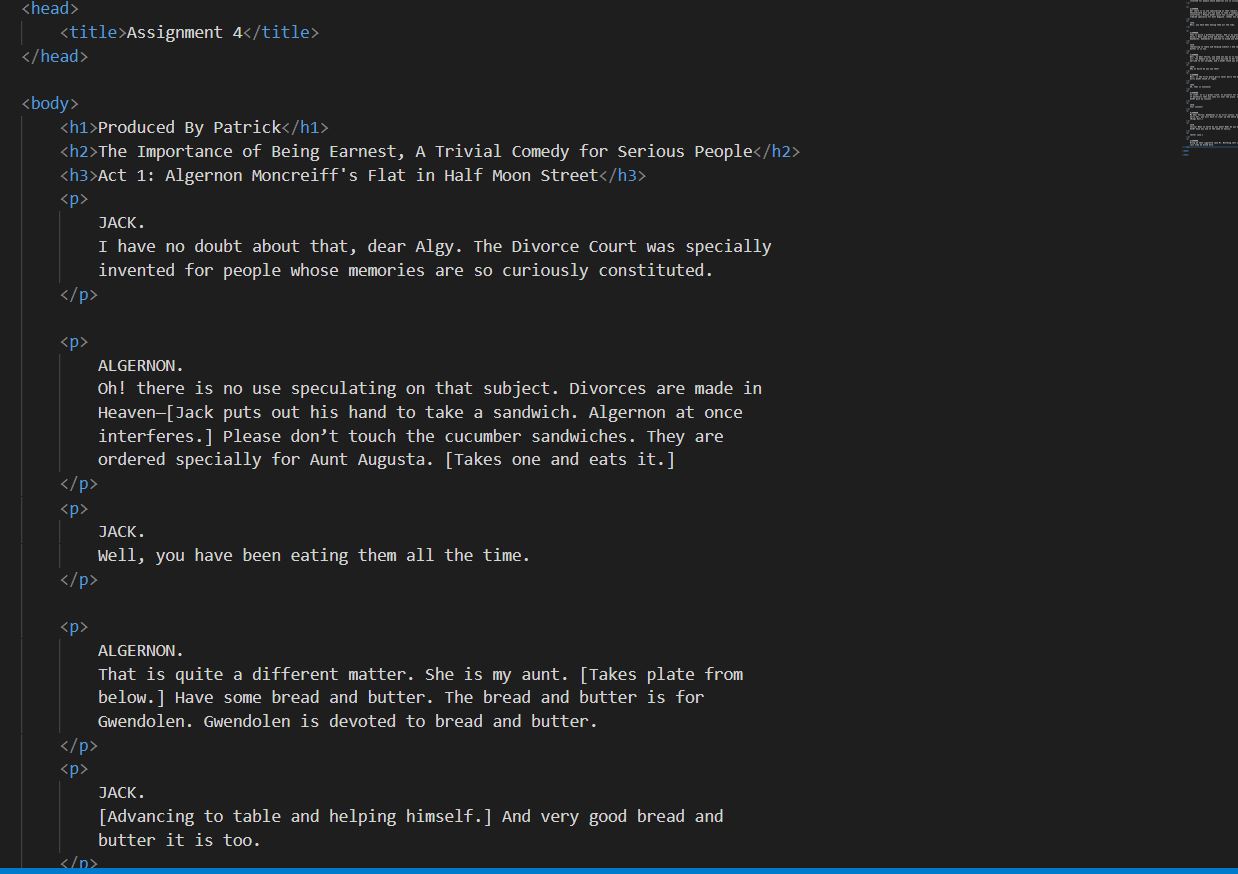 <head>
<title>Assignment 4</title>
</head>
<body>
<h1>Produced By Patrick</h1>
<h2>The Importance of Being Earnest, A Trivial Comedy for Serious People</h2>
<h3>Act 1: Algernon Moncreiff's Flat in Half Moon Street</h3>
<p>
JACK.
I have no doubt about that, dear Algy. The Divorce Court was specially
invented for people whose memories are so curiously constituted.
</p>
<p>
ALGERNON.
Oh! there is no use speculating on that subject. Divorces are made in
Heaven—[Jack puts out his hand to take a sandwich. Algernon at once
interferes.] Please don’t touch the cucumber sandwiches. They are
ordered specially for Aunt Augusta. [Takes one and eats it.]
</p>
<p>
JACK.
Well, you have been eating them all the time.
</p>
<p>
ALGERNON.
That is quite a different matter. She is my aunt. [Takes plate from
below.] Have some bread and butter. The bread and butter is for
Gwendolen. Gwendolen is devoted to bread and butter.
</p>
<p>
JACK.
[Advancing to table and helping himself.] And very good bread and
butter it is too.
</p>